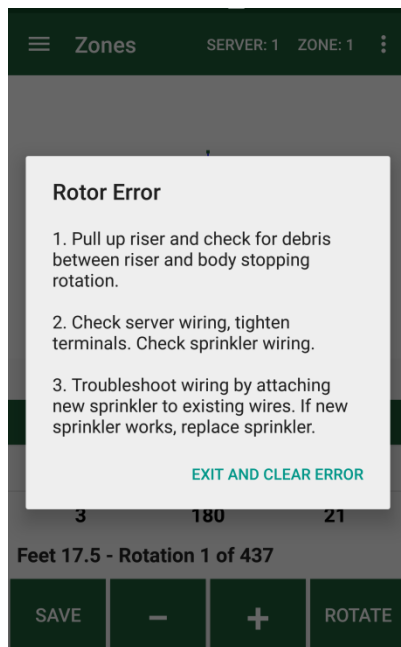 Zones SERVER: 1 ZONE: 1
Rotor Error
1. Pull up riser and check for debris
between riser and body stopping
rotation.
2. Check server wiring, tighten
terminals. Check sprinkler wiring.
3. Troubleshoot wiring by attaching
new sprinkler to existing wires. If new
sprinkler works, replace sprinkler.
EXIT AND CLEAR ERROR
3 180 21
Feet 17.5 - Rotation 1 of 437
SAVE − + ROTATE